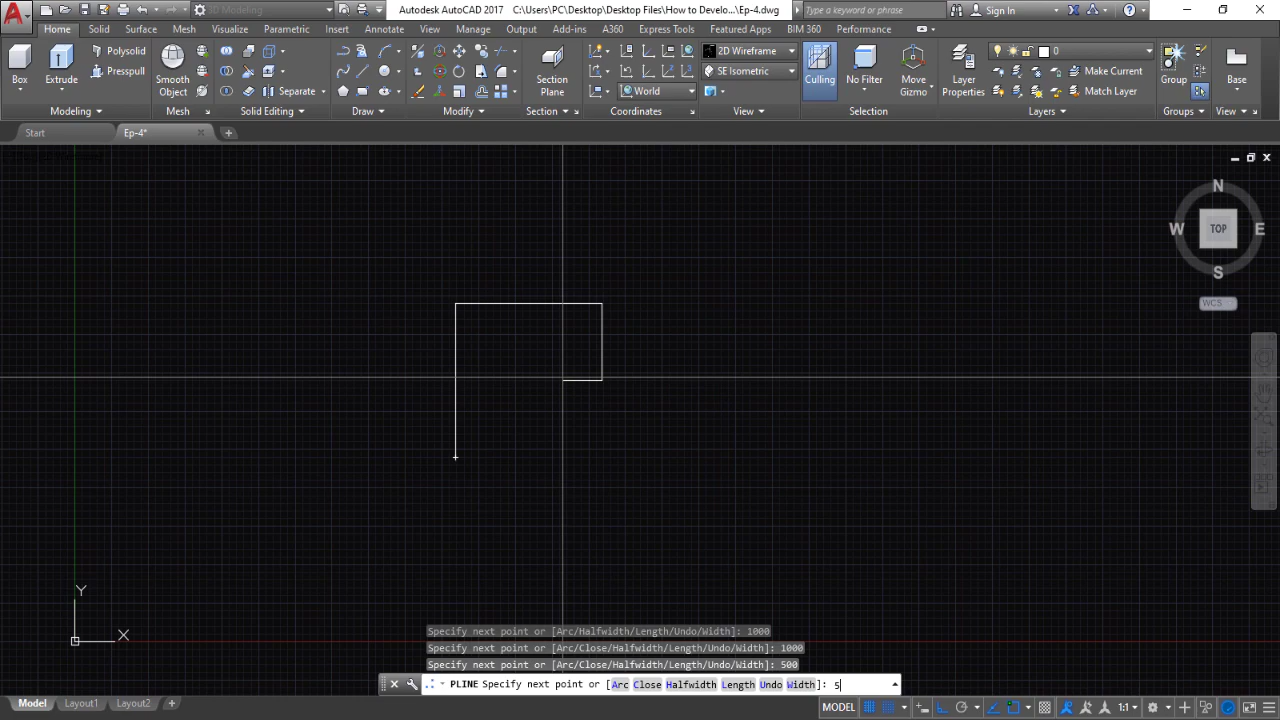 Autodesk AutoCAD 2017 C:\Users\PC\Desktop\Desktop Files\How to Develo...\Ep-4.dwg
Type a keyword or phrase
Sign In
Home Solid Surface Mesh Visualize Parametric Insert Annotate View Manage Output Add-ins A360 Express Tools Featured Apps BIM 360 Performance
Box
Extrude
Polysolid
Presspull
Smooth Object
Separate
Section Plane
World
2D Wireframe
SE Isometric
Culling
No Filter
Move Gizmo
Layer Properties
0
Make Current
Match Layer
Group
Base
Modeling Mesh Solid Editing Draw Modify Section Coordinates View Selection Layers Groups View
Start Ep-4*
N
W TOP E
S
WCS
Y
X
Specify next point or [Arc/Halfwidth/Length/Undo/Width]: 1000
Specify next point or [Arc/Close/Halfwidth/Length/Undo/Width]: 1000
Specify next point or [Arc/Close/Halfwidth/Length/Undo/Width]: 500
PLINE Specify next point or [Arc Close Halfwidth Length Undo Width]: 5
Model Layout1 Layout2 MODEL 1:1